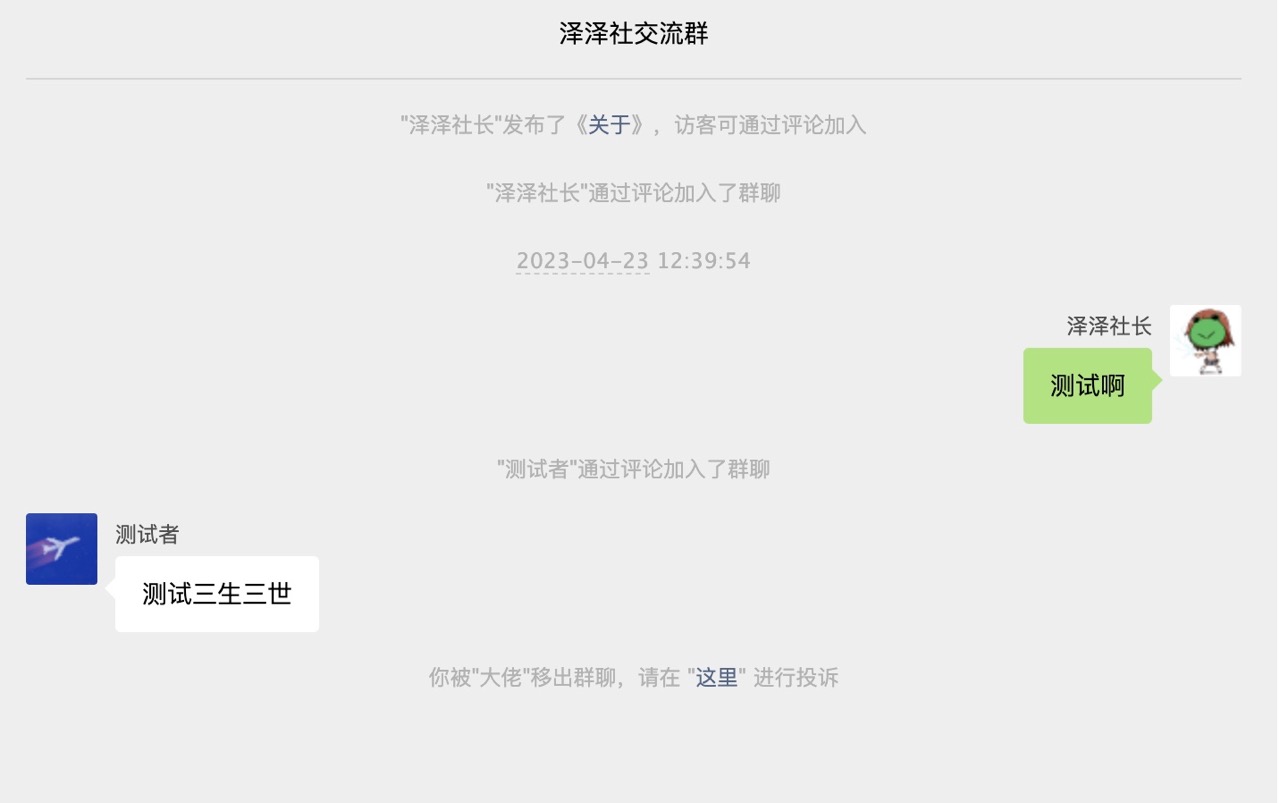 泽泽社交流群
"泽泽社长"发布了《关于》，访客可通过评论加入
"泽泽社长"通过评论加入了群聊
2023-04-23 12:39:54
泽泽社长
测试啊
"测试者"通过评论加入了群聊
测试者
测试三生三世
你被"大佬"移出群聊，请在 "这里" 进行投诉